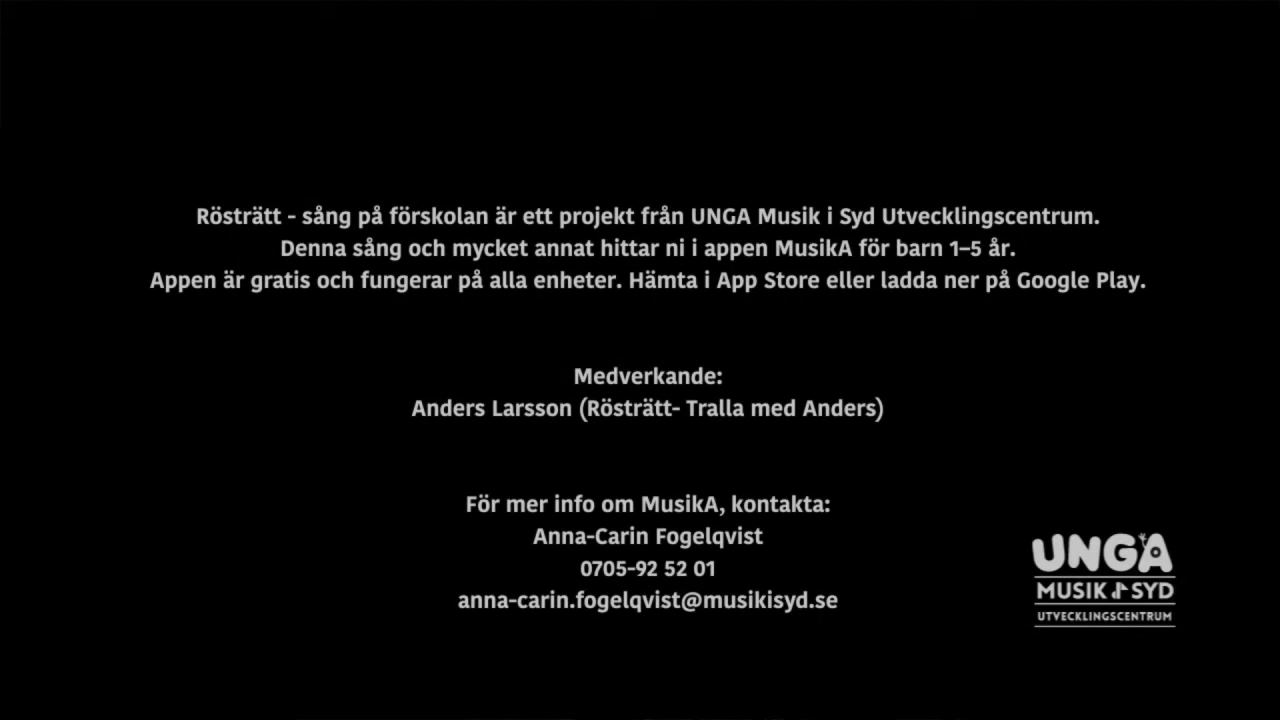 Rösträtt - sång på förskolan är ett projekt från UNGA Musik i Syd Utvecklingscentrum.
Denna sång och mycket annat hittar ni i appen MusikA för barn 1–5 år.
Appen är gratis och fungerar på alla enheter. Hämta i App Store eller ladda ner på Google Play.
Medverkande:
Anders Larsson (Rösträtt- Tralla med Anders)
För mer info om MusikA, kontakta:
Anna-Carin Fogelqvist
0705-92 52 01
anna-carin.fogelqvist@musikisyd.se
UNGA
MUSIK i SYD
UTVECKLINGSCENTRUM